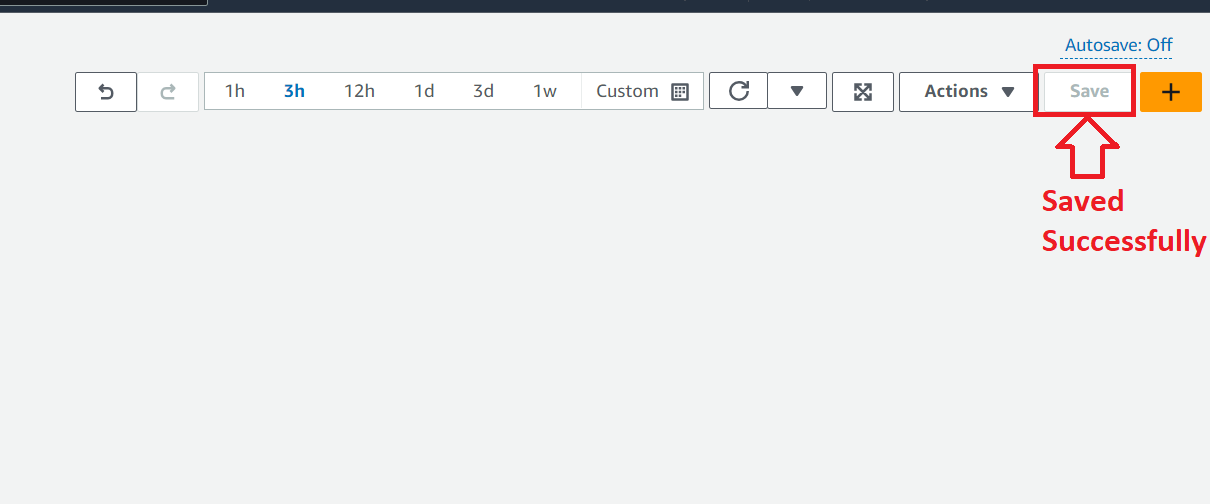 Autosave: Off
1h 3h 12h 1d 3d 1w Custom Actions Save
Saved
Successfully